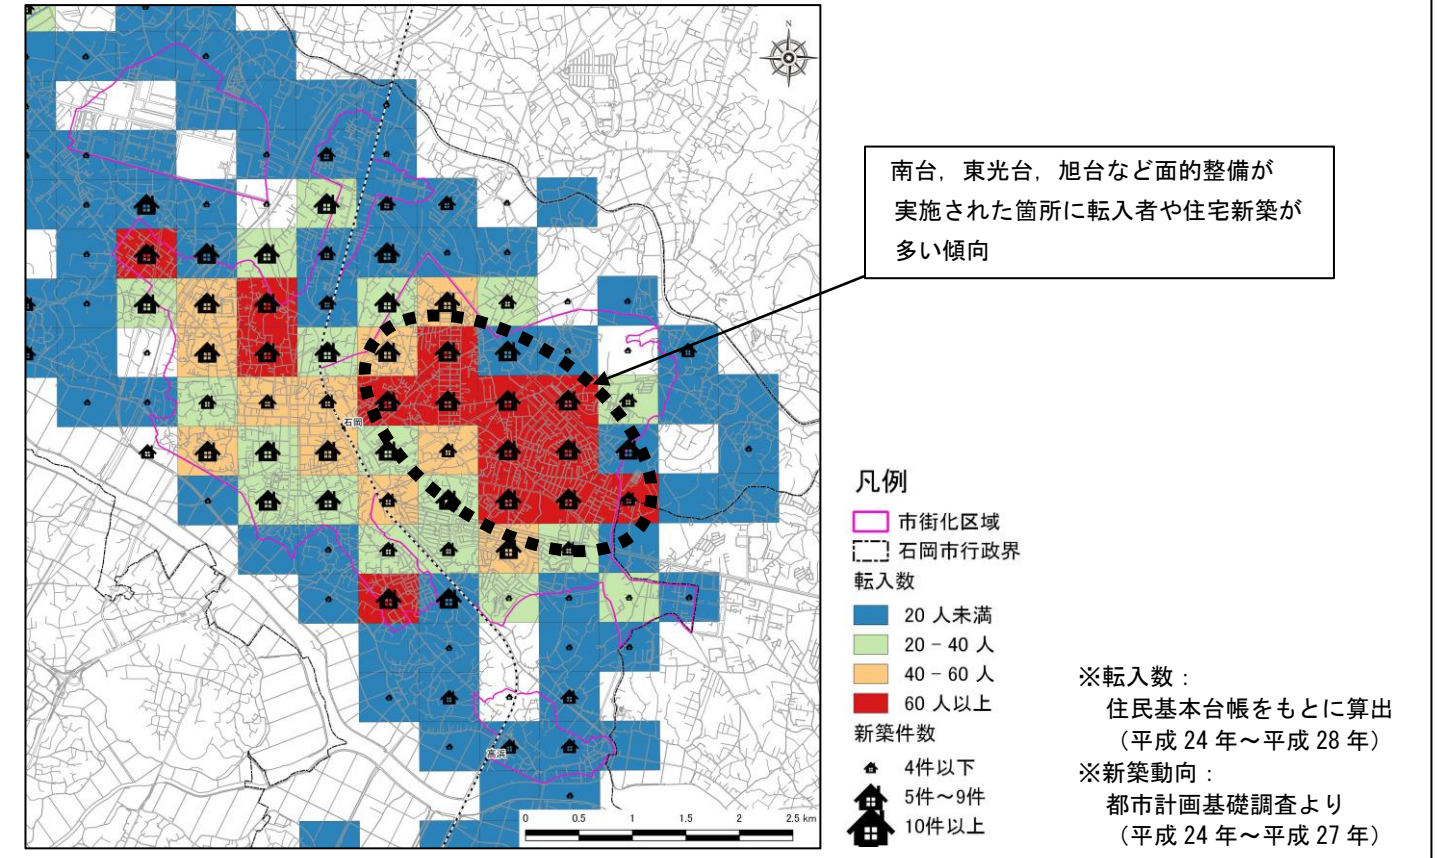 N
南台，東光台，旭台など面的整備が
実施された箇所に転入者や住宅新築が
多い傾向
石岡
高浜
0 0.5 1 1.5 2 2.5 km
凡例
市街化区域
石岡市行政界
転入数
20 人未満
20 − 40 人
40 − 60 人
60 人以上
新築件数
4件以下
5件～9件
10件以上
※転入数：
住民基本台帳をもとに算出
（平成 24 年～平成 28 年）
※新築動向：
都市計画基礎調査より
（平成 24 年～平成 27 年）